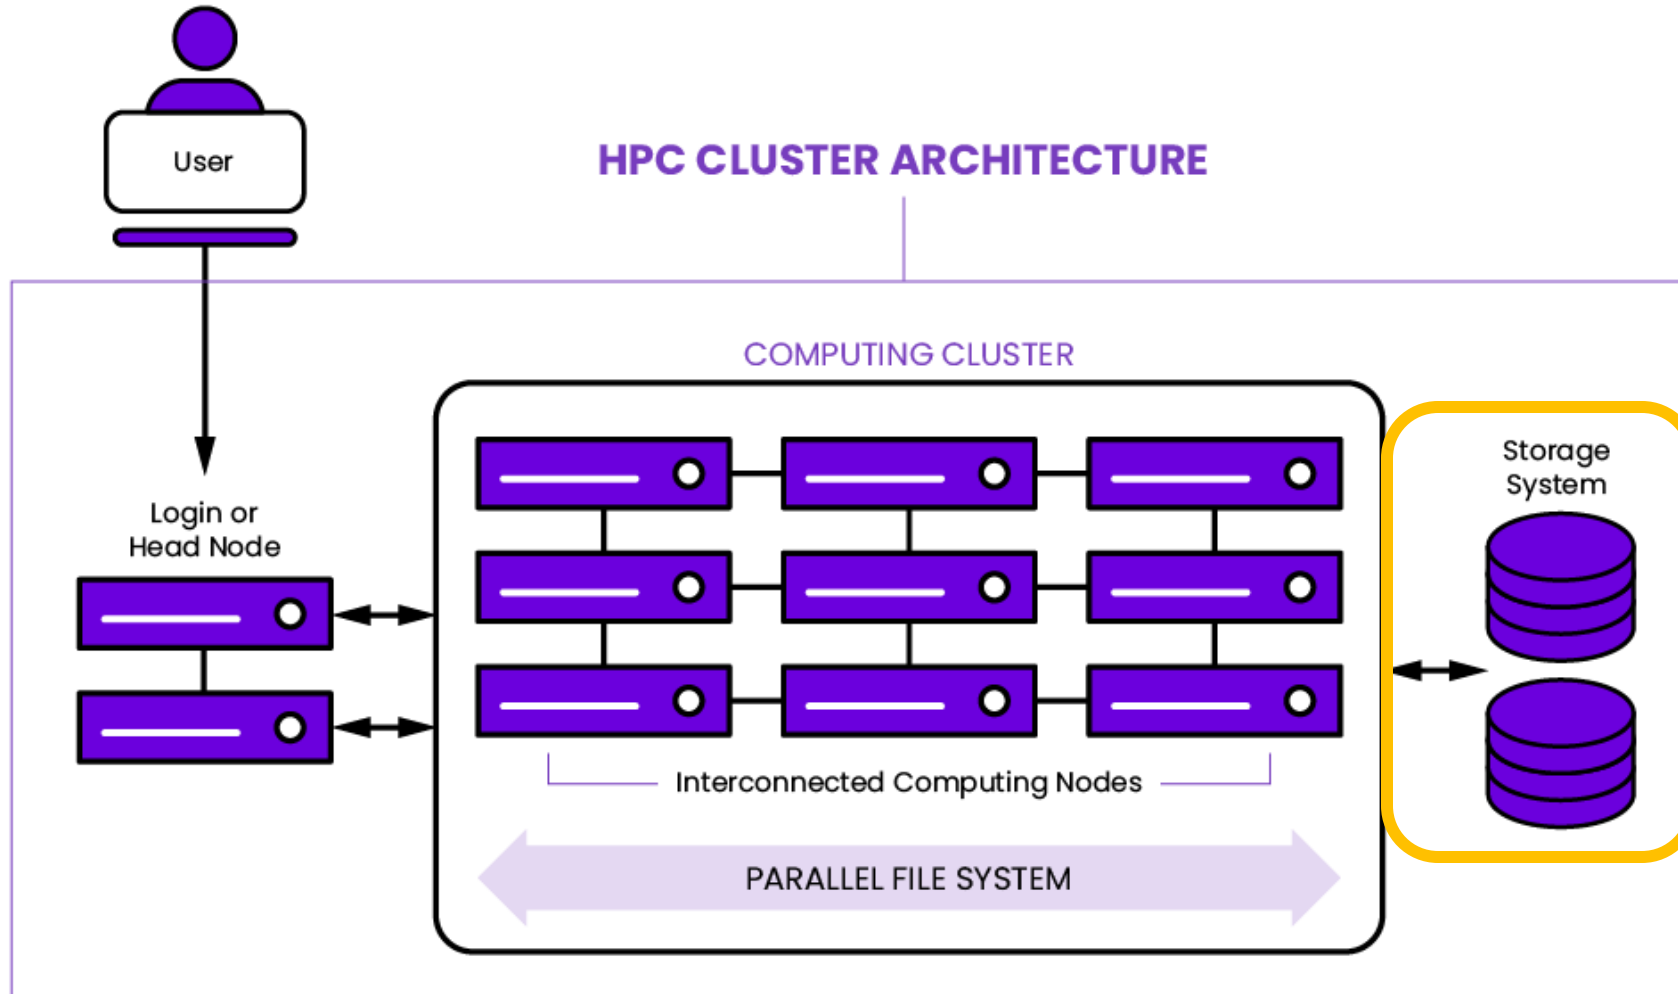 User
HPC CLUSTER ARCHITECTURE
COMPUTING CLUSTER
Storage
System
Login or
Head Node
Interconnected Computing Nodes
PARALLEL FILE SYSTEM